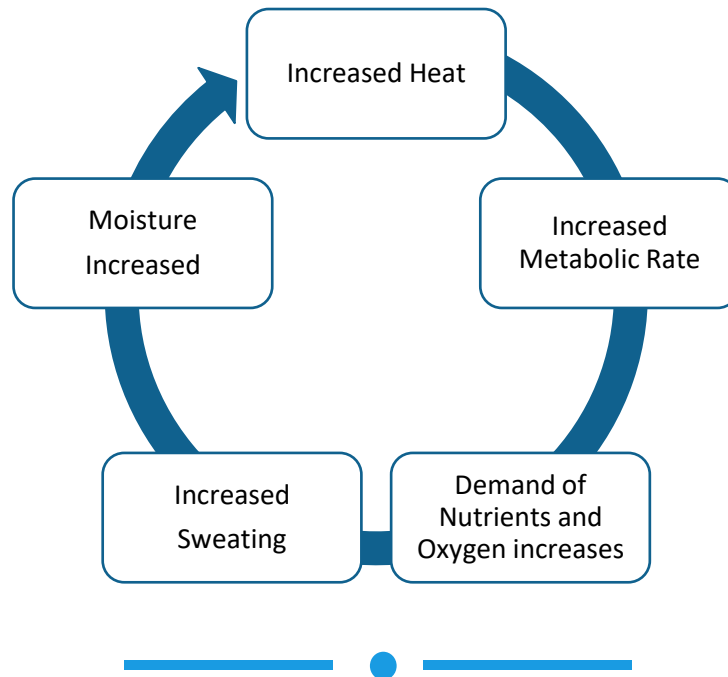 Increased Heat
Increased
Metabolic Rate
Demand of
Nutrients and
Oxygen increases
Increased
Sweating
Moisture
Increased